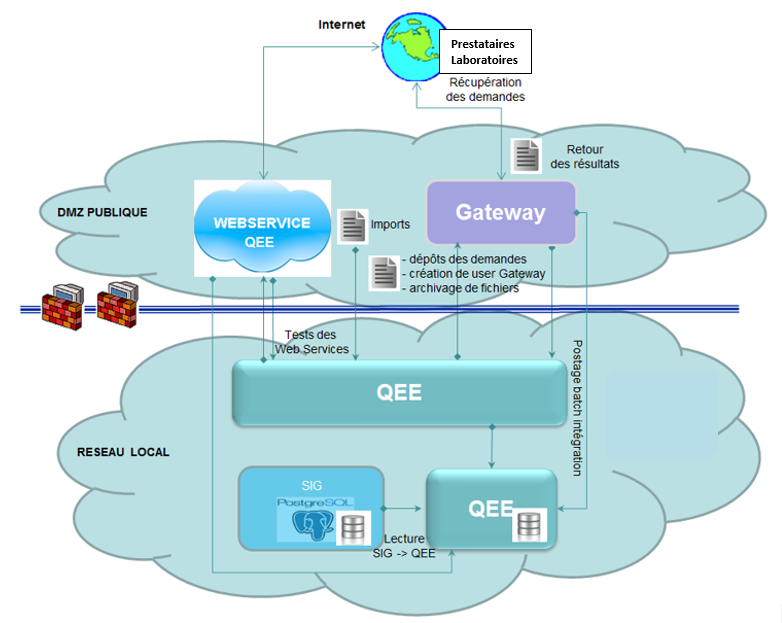 Internet
Prestataires
Laboratoires
Récupération
des demandes
Retour
des résultats
DMZ PUBLIQUE
WEBSERVICE
QEE
Imports
Gateway
- dépôts des demandes
- création de user Gateway
- archivage de fichiers
Tests des
Web Services
Postage batch intégration
QEE
RESEAU LOCAL
SIG
PostgreSQL
QEE
Lecture
SIG -> QEE